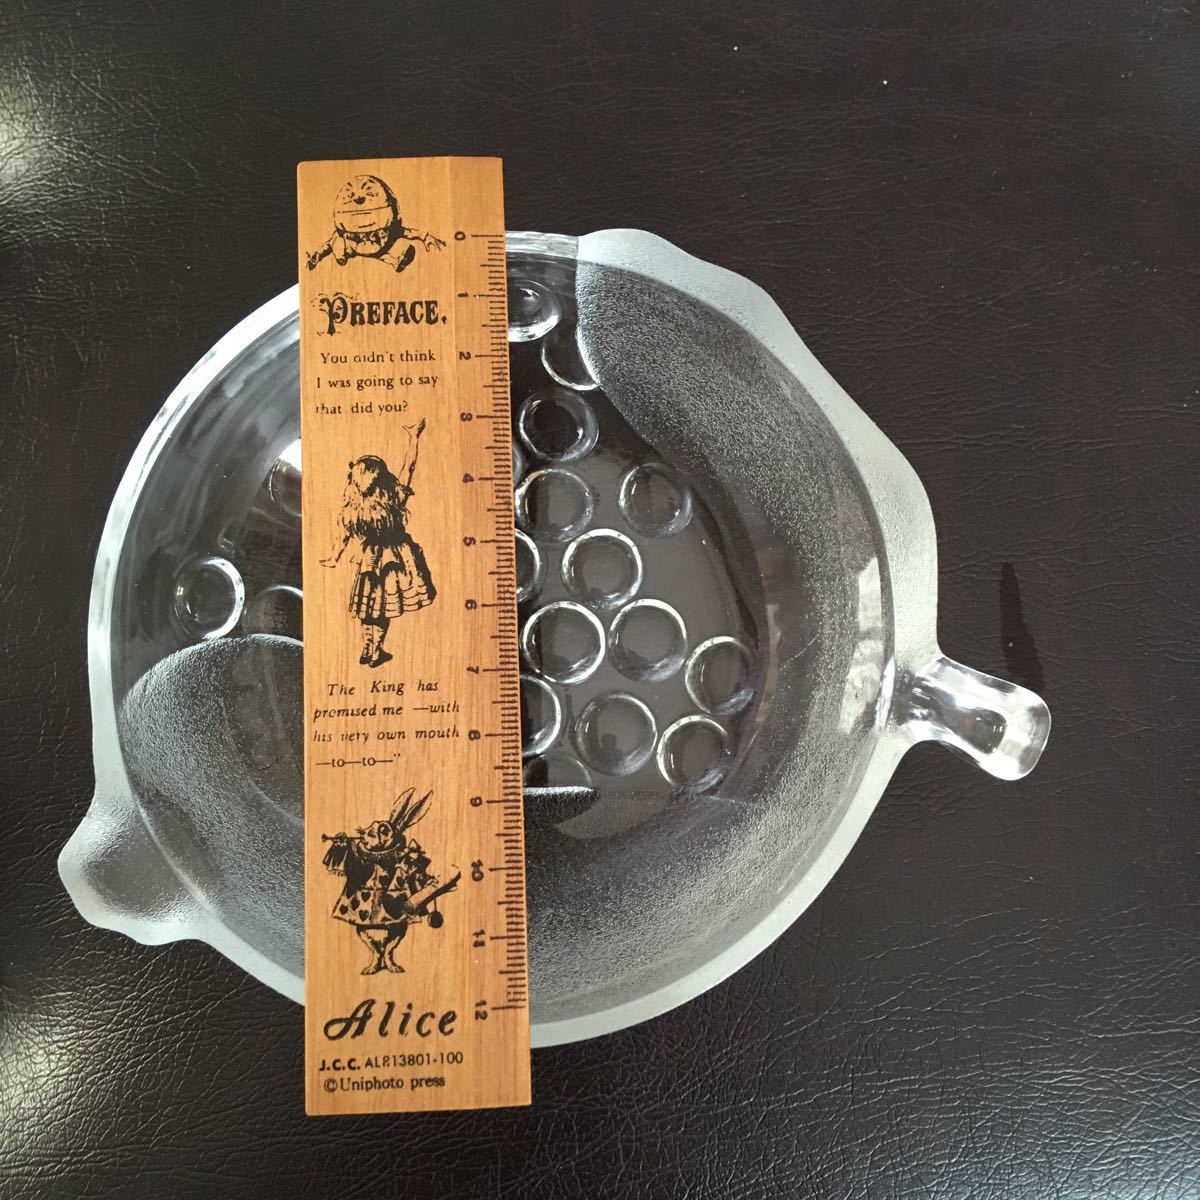 PREFACE.
You didn't think
I was going to say
that did you?
The King has
promised me —with
his very own mouth
—to—to—"
Alice
J.C.C. ALR13801-100
©Uniphoto press
0
1
2
3
4
5
6
7
8
9
10
11
12